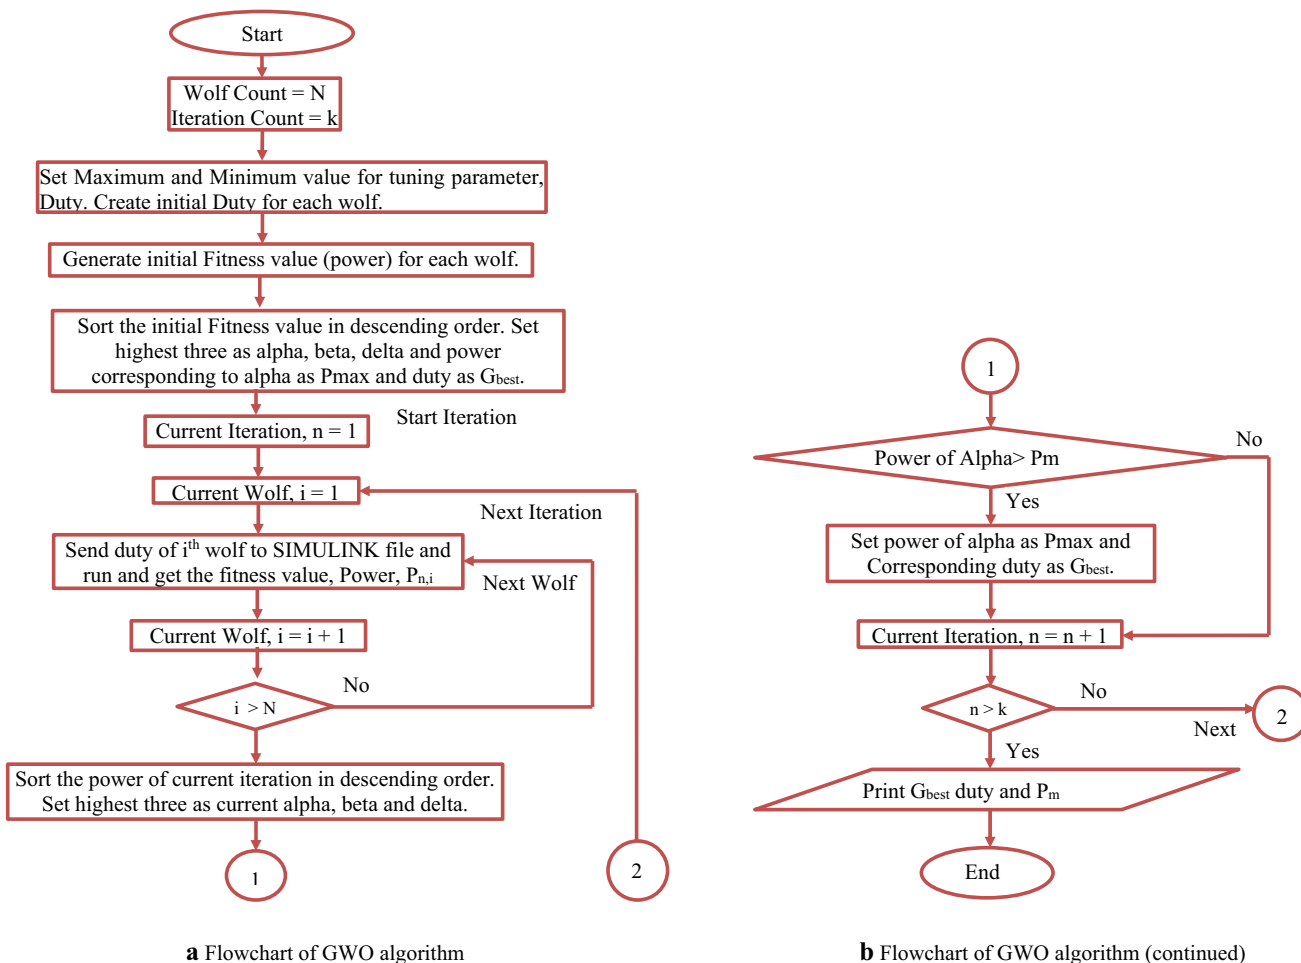 Start
Wolf Count = N
Iteration Count = k
Set Maximum and Minimum value for tuning parameter,
Duty. Create initial Duty for each wolf.
Generate initial Fitness value (power) for each wolf.
Sort the initial Fitness value in descending order. Set
highest three as alpha, beta, delta and power
corresponding to alpha as Pmax and duty as Gbest.
Start Iteration
Current Iteration, n = 1
Current Wolf, i = 1
Next Iteration
Send duty of ith wolf to SIMULINK file and
run and get the fitness value, Power, Pn,i
Next Wolf
Current Wolf, i = i + 1
No
i > N
Sort the power of current iteration in descending order.
Set highest three as current alpha, beta and delta.
1
2
a Flowchart of GWO algorithm
1
No
Power of Alpha> Pm
Yes
Set power of alpha as Pmax and
Corresponding duty as Gbest.
Current Iteration, n = n + 1
No
n > k
Next
2
Yes
Print Gbest duty and Pm
End
b Flowchart of GWO algorithm (continued)